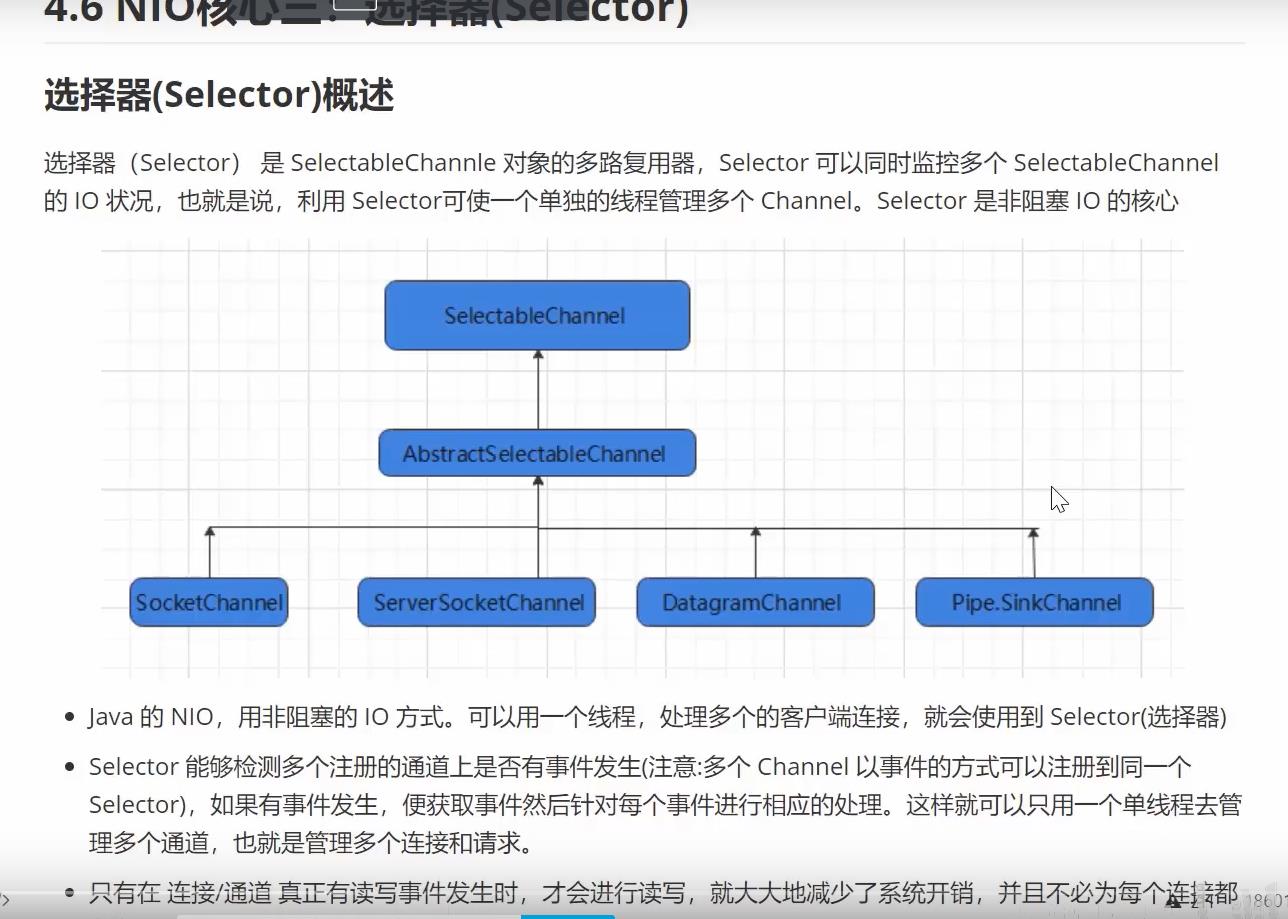 4.6 NIO核心三：选择器(Selector)
选择器(Selector)概述
选择器（Selector） 是 SelectableChannle 对象的多路复用器，Selector 可以同时监控多个 SelectableChannel
的 IO 状况，也就是说，利用 Selector可使一个单独的线程管理多个 Channel。Selector 是非阻塞 IO 的核心
SelectableChannel
AbstractSelectableChannel
SocketChannel ServerSocketChannel DatagramChannel Pipe.SinkChannel
Java 的 NIO，用非阻塞的 IO 方式。可以用一个线程，处理多个的客户端连接，就会使用到 Selector(选择器)
Selector 能够检测多个注册的通道上是否有事件发生(注意:多个 Channel 以事件的方式可以注册到同一个
Selector)，如果有事件发生，便获取事件然后针对每个事件进行相应的处理。这样就可以只用一个单线程去管
理多个通道，也就是管理多个连接和请求。
只有在 连接/通道 真正有读写事件发生时，才会进行读写，就大大地减少了系统开销，并且不必为每个连接都